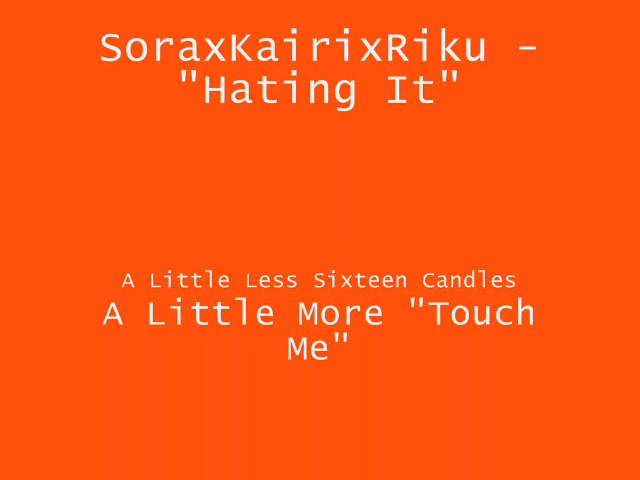 SoraxKairixRiku -
"Hating It"
A Little Less Sixteen Candles
A Little More "Touch
Me"